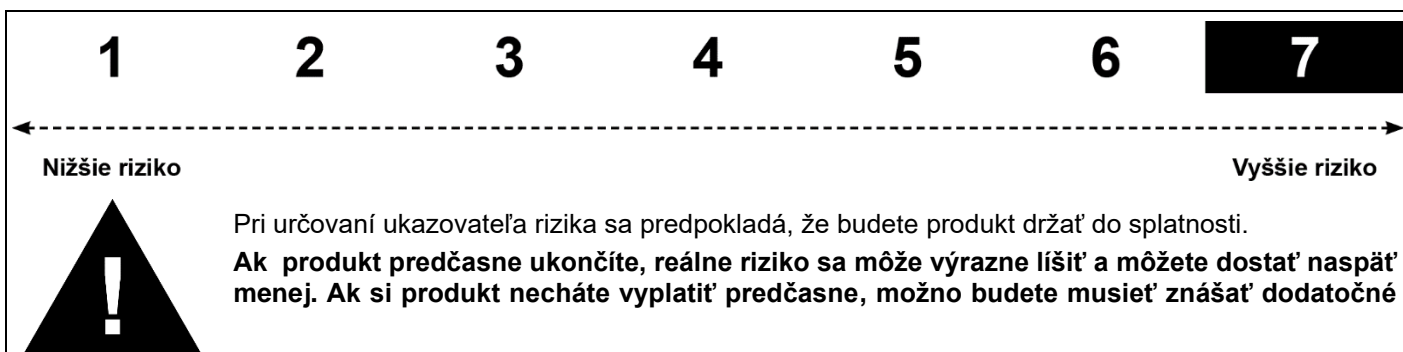 1 2 3 4 5 6 7
Nižšie riziko Vyššie riziko
!
Pri určovaní ukazovateľa rizika sa predpokladá, že budete produkt držať do splatnosti.
Ak produkt predčasne ukončíte, reálne riziko sa môže výrazne líšiť a môžete dostať naspäť
menej. Ak si produkt necháte vyplatiť predčasne, možno budete musieť znášať dodatočné